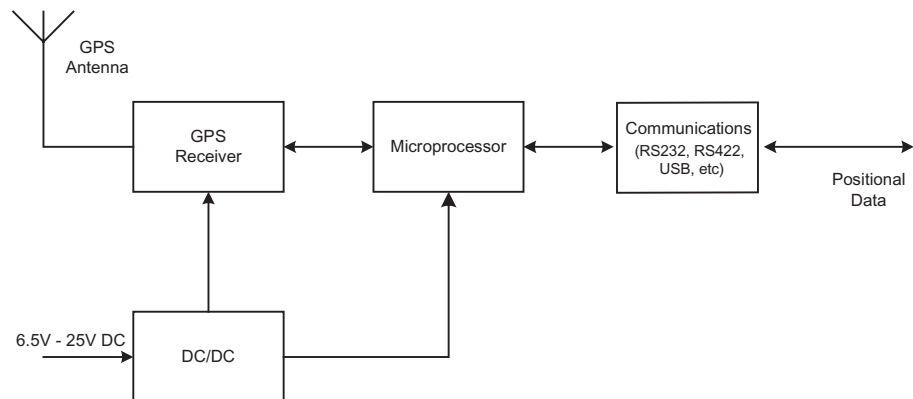 GPS
Antenna
GPS
Receiver
Microprocessor
Communications
(RS232, RS422,
USB, etc)
Positional
Data
6.5V - 25V DC
DC/DC